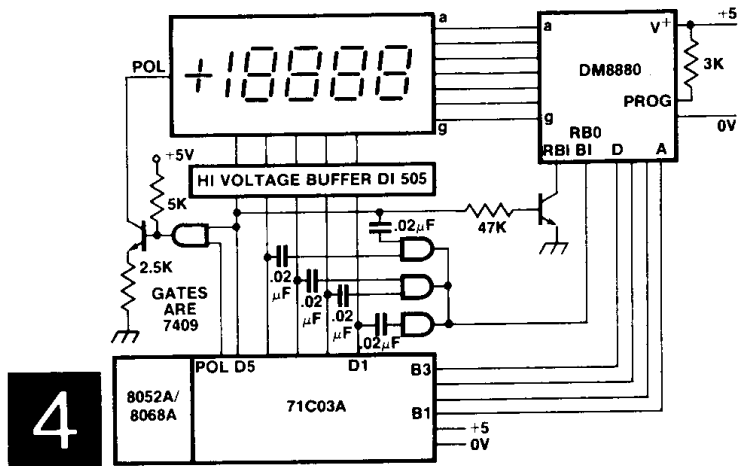 a
a
V+
+5
DM8880
3K
POL
+18888
PROG
g
g
0V
RB0
RBI BI D A
+5V
HI VOLTAGE BUFFER DI 505
5K
.02μF
47K
2.5K
.02
μF
.02
μF
.02
μF
.02μF
GATES
ARE
7409
POL D5
D1
B3
8052A/
8068A
71C03A
B1
+5
0V
4